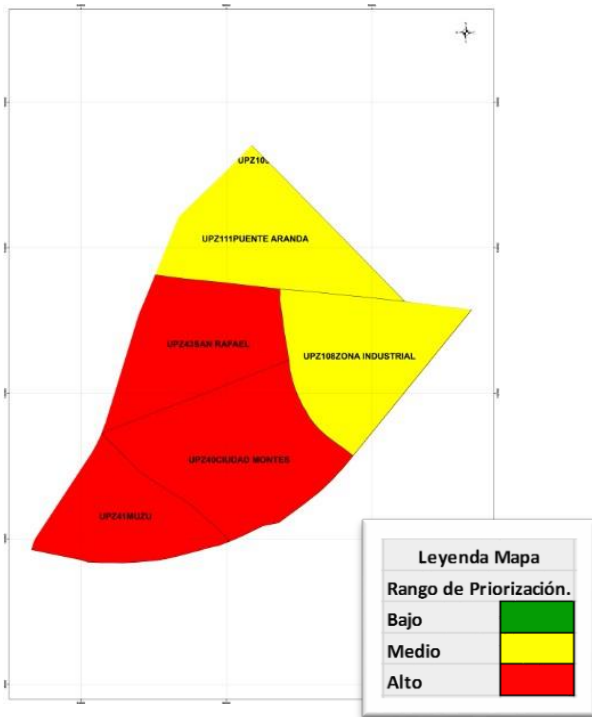 UPZ111PUENTE ARANDA
UPZ43SAN RAFAEL
UPZ108ZONA INDUSTRIAL
UPZ40CIUDAD MONTES
UPZ41MUZU
Leyenda Mapa
Rango de Priorización.
Bajo
Medio
Alto